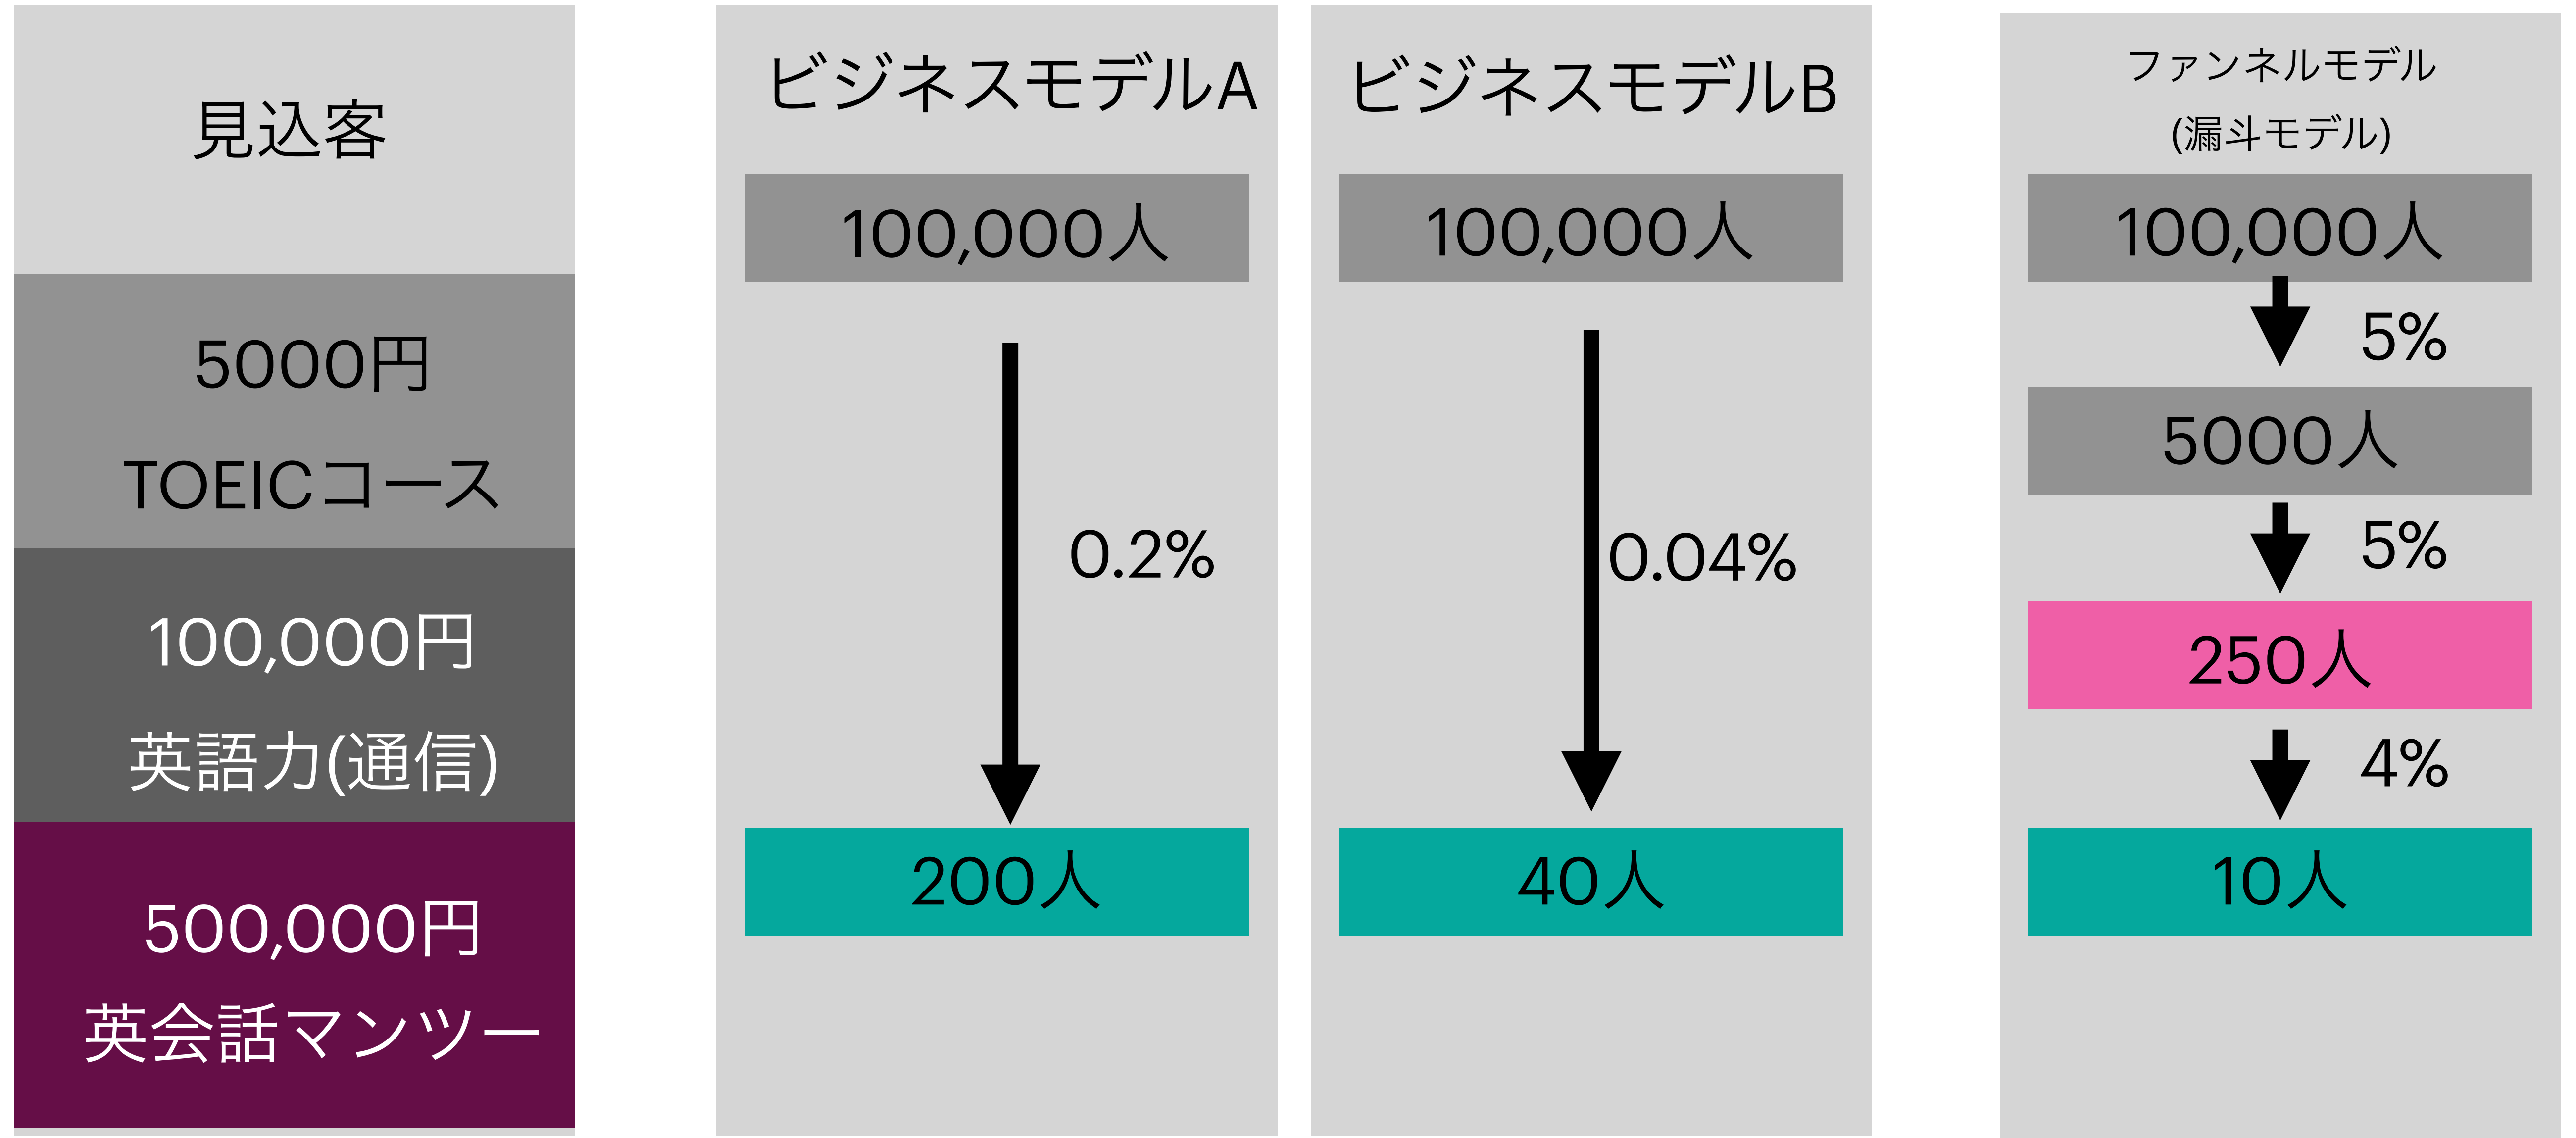 見込客
5000円
TOEICコース
100,000円
英語力(通信)
500,000円
英会話マンツー
ビジネスモデルA
100,000人
0.2%
200人
ビジネスモデルB
100,000人
0.04%
40人
ファンネルモデル
(漏斗モデル)
100,000人
5%
5000人
5%
250人
4%
10人